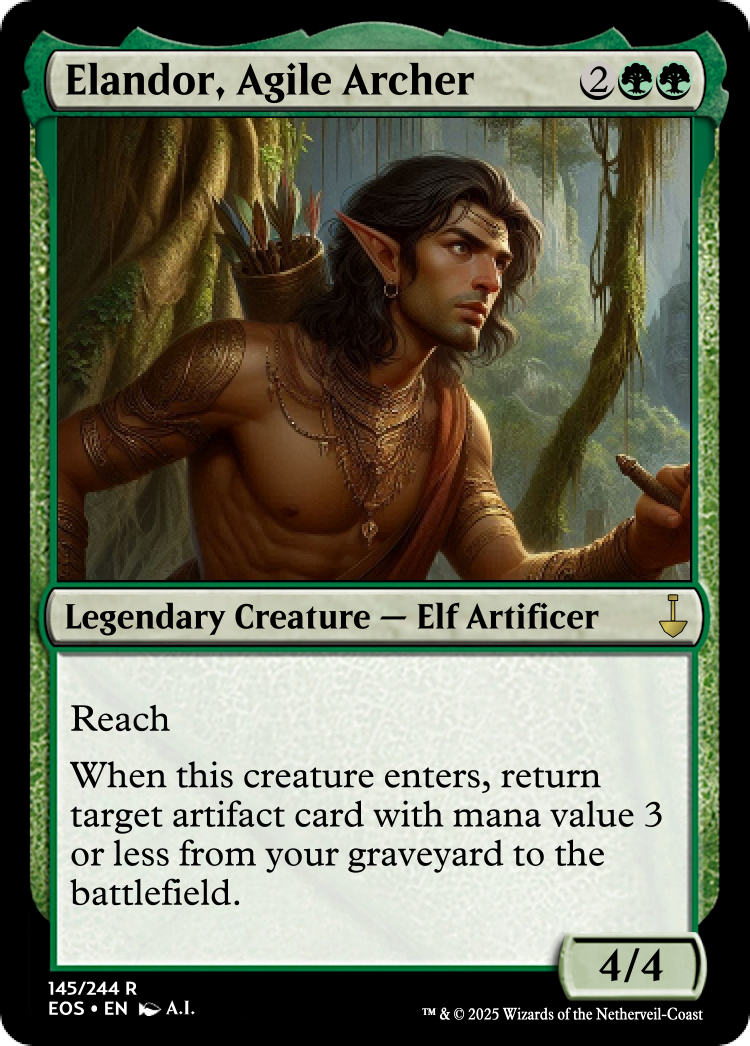 Elandor, Agile Archer 2
Legendary Creature — Elf Artificer
Reach
When this creature enters, return
target artifact card with mana value 3
or less from your graveyard to the
battlefield.
4/4
145/244 R
EOS • EN A.I.
™ & © 2025 Wizards of the Netherveil-Coast